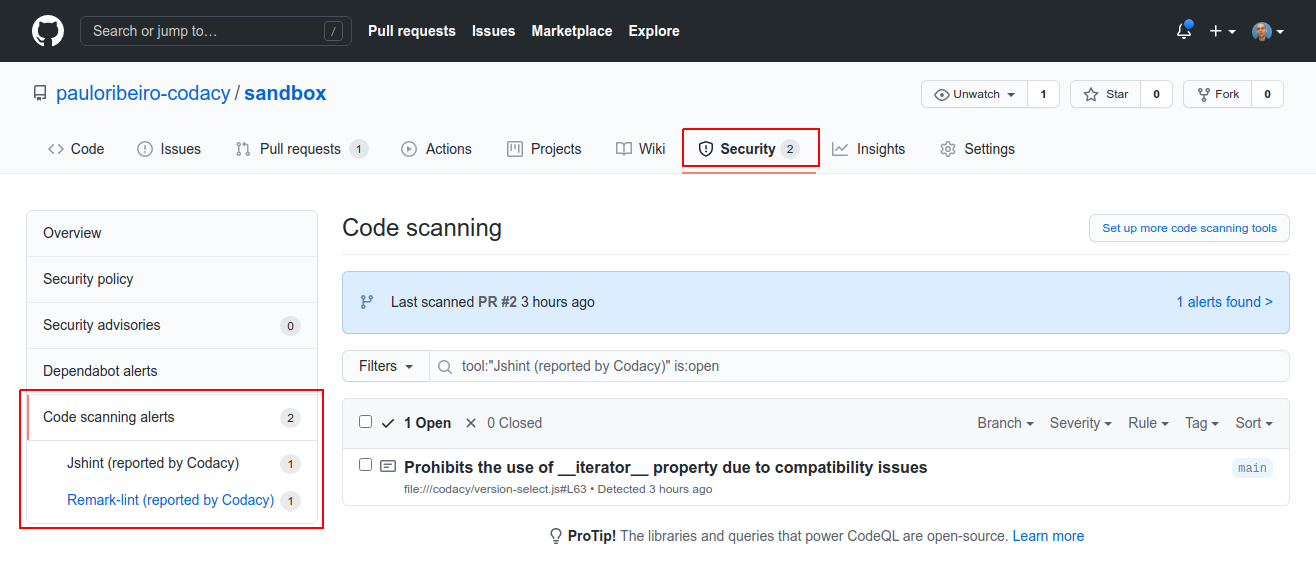 Search or jump to… /
Pull requests Issues Marketplace Explore
pauloribeiro-codacy / sandbox
Unwatch 1 Star 0 Fork 0
Code Issues Pull requests 1 Actions Projects Wiki Security 2 Insights Settings
Overview
Security policy
Security advisories 0
Dependabot alerts
Code scanning alerts 2
Jshint (reported by Codacy) 1
Remark-lint (reported by Codacy) 1
Code scanning
Set up more code scanning tools
Last scanned PR #2 3 hours ago
1 alerts found >
Filters tool:"Jshint (reported by Codacy)" is:open
1 Open 0 Closed Branch Severity Rule Tag Sort
Prohibits the use of __iterator__ property due to compatibility issues main
file:///codacy/version-select.js#L63 • Detected 3 hours ago
ProTip! The libraries and queries that power CodeQL are open-source. Learn more